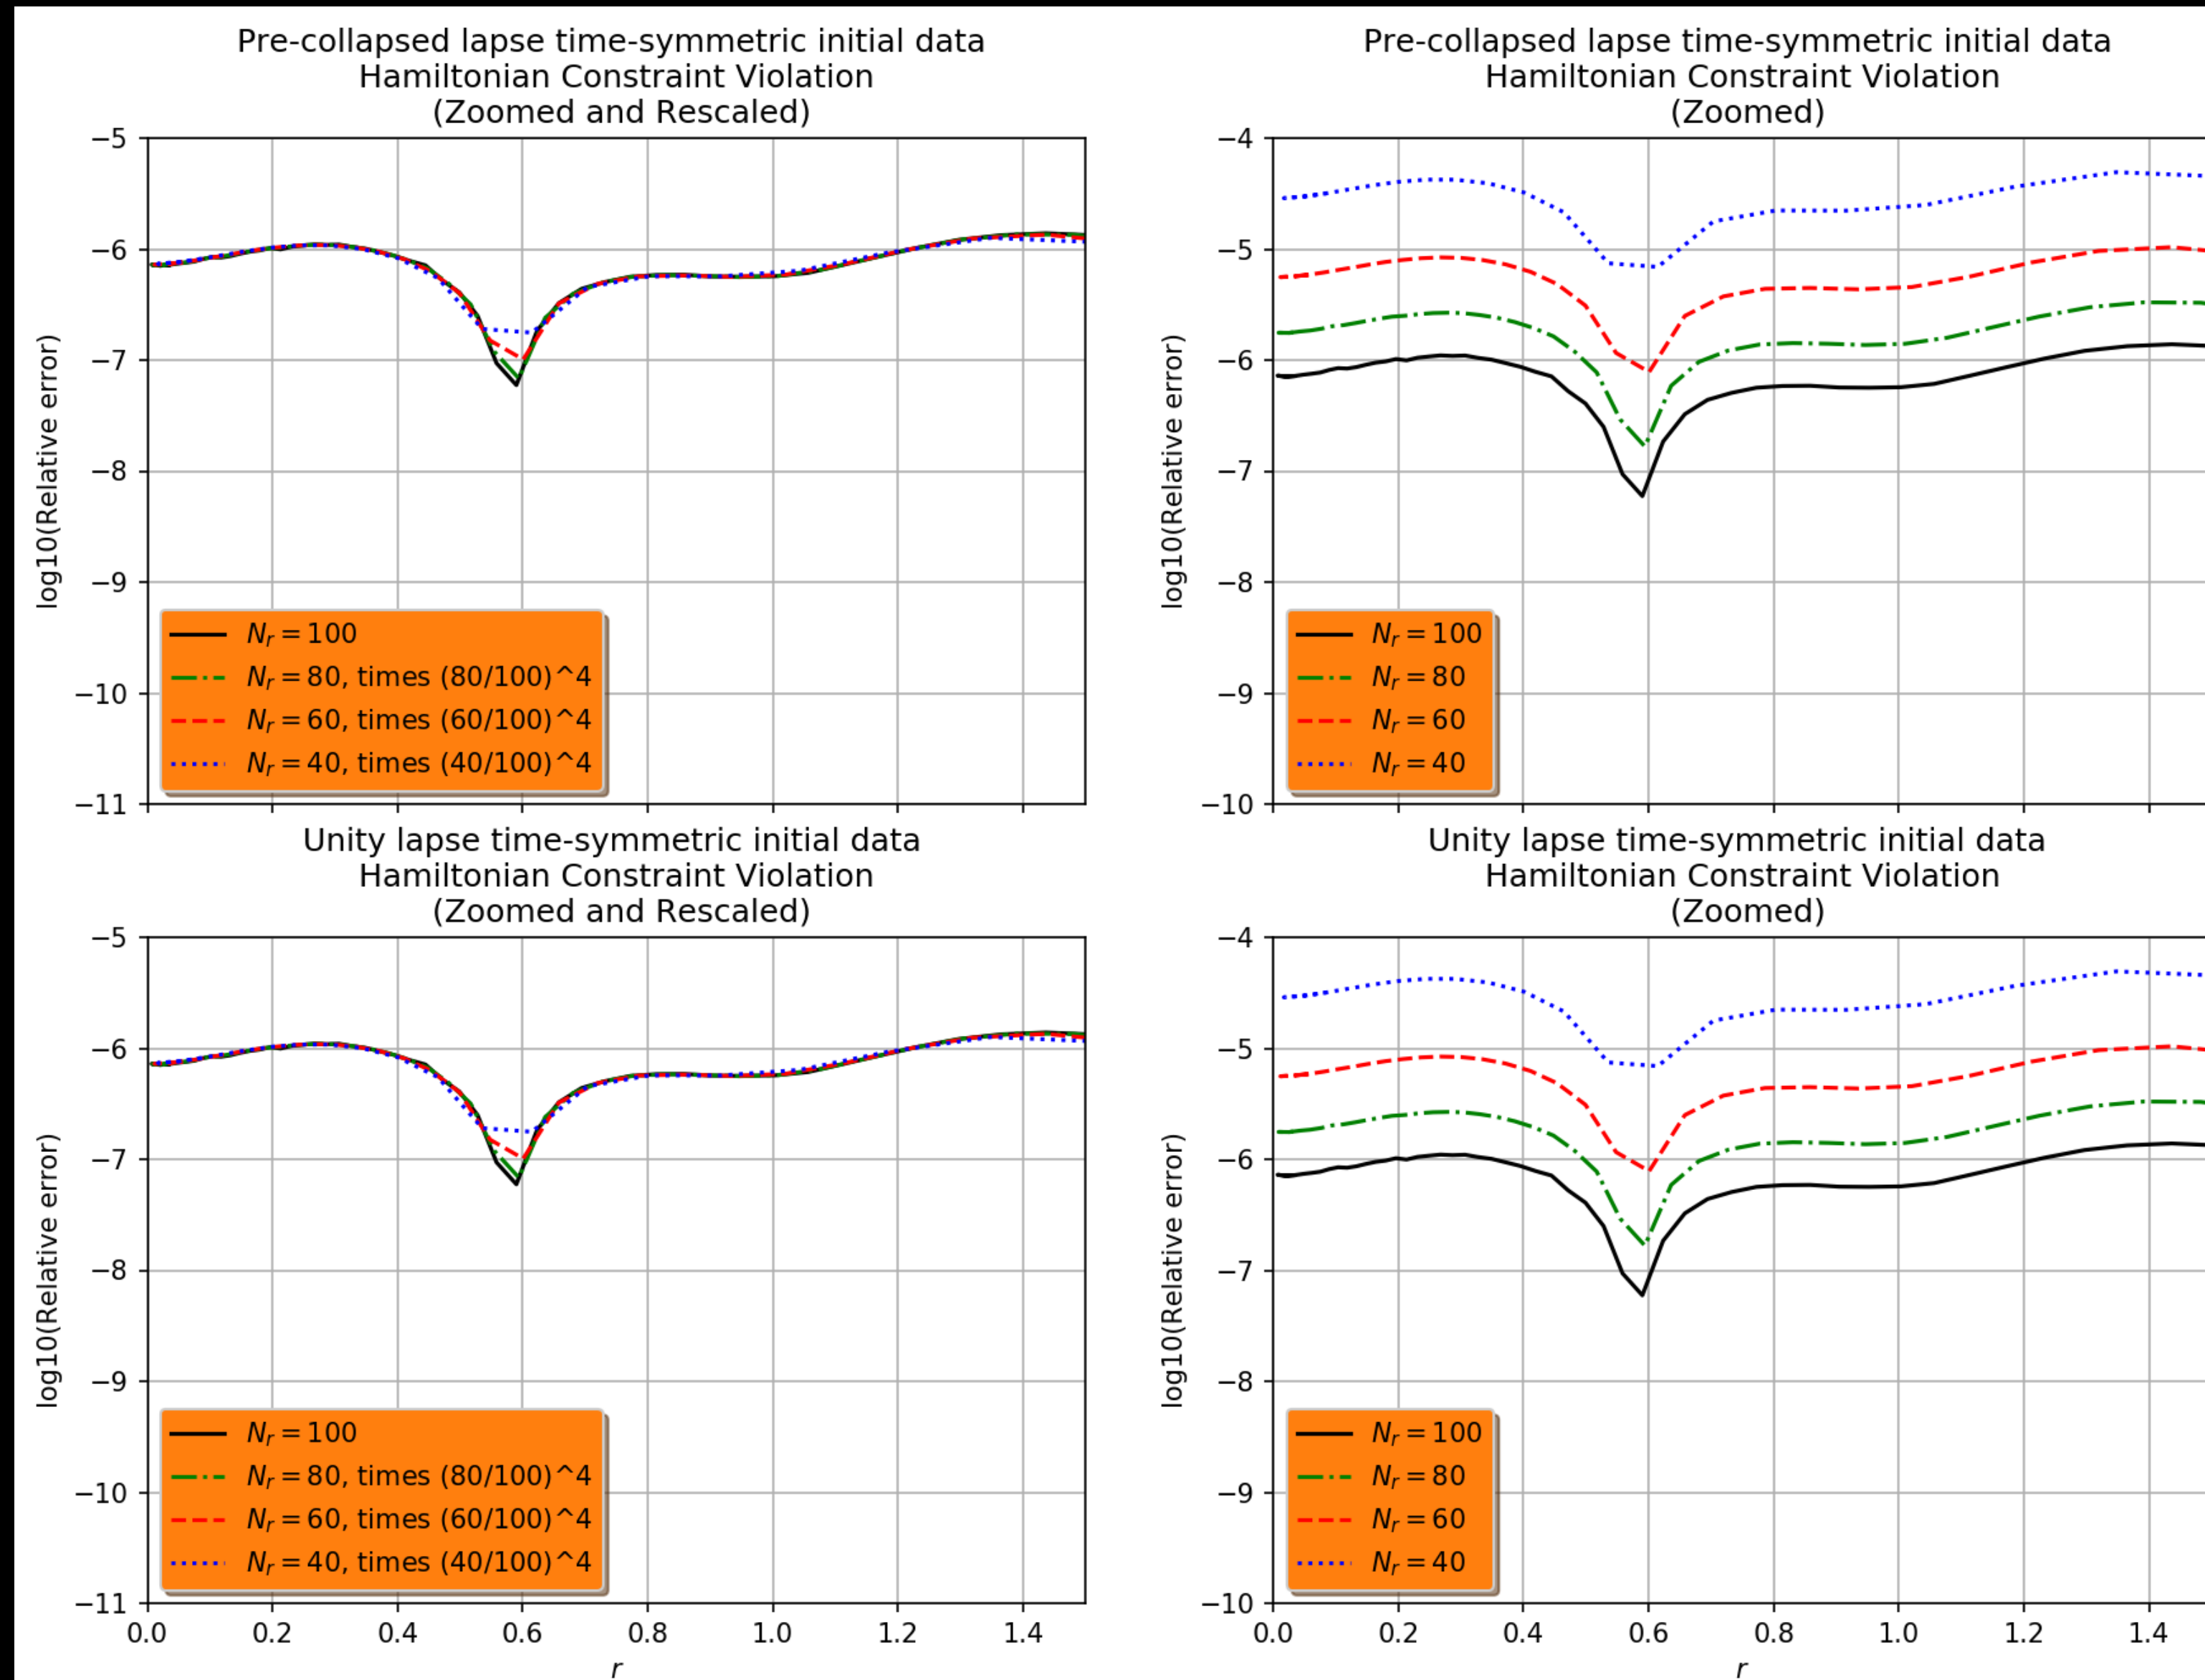 Pre-collapsed lapse time-symmetric initial data
Hamiltonian Constraint Violation
(Zoomed and Rescaled)
−5
−6
−7
−8
−9
−10
−11
log10(Relative error)
N_r = 100
N_r = 80, times (80/100)^4
N_r = 60, times (60/100)^4
N_r = 40, times (40/100)^4
Pre-collapsed lapse time-symmetric initial data
Hamiltonian Constraint Violation
(Zoomed)
−4
−5
−6
−7
−8
−9
−10
log10(Relative error)
N_r = 100
N_r = 80
N_r = 60
N_r = 40
Unity lapse time-symmetric initial data
Hamiltonian Constraint Violation
(Zoomed and Rescaled)
−5
−6
−7
−8
−9
−10
−11
log10(Relative error)
N_r = 100
N_r = 80, times (80/100)^4
N_r = 60, times (60/100)^4
N_r = 40, times (40/100)^4
0.0 0.2 0.4 0.6 0.8 1.0 1.2 1.4
r
Unity lapse time-symmetric initial data
Hamiltonian Constraint Violation
(Zoomed)
−4
−5
−6
−7
−8
−9
−10
log10(Relative error)
N_r = 100
N_r = 80
N_r = 60
N_r = 40
0.0 0.2 0.4 0.6 0.8 1.0 1.2 1.4
r